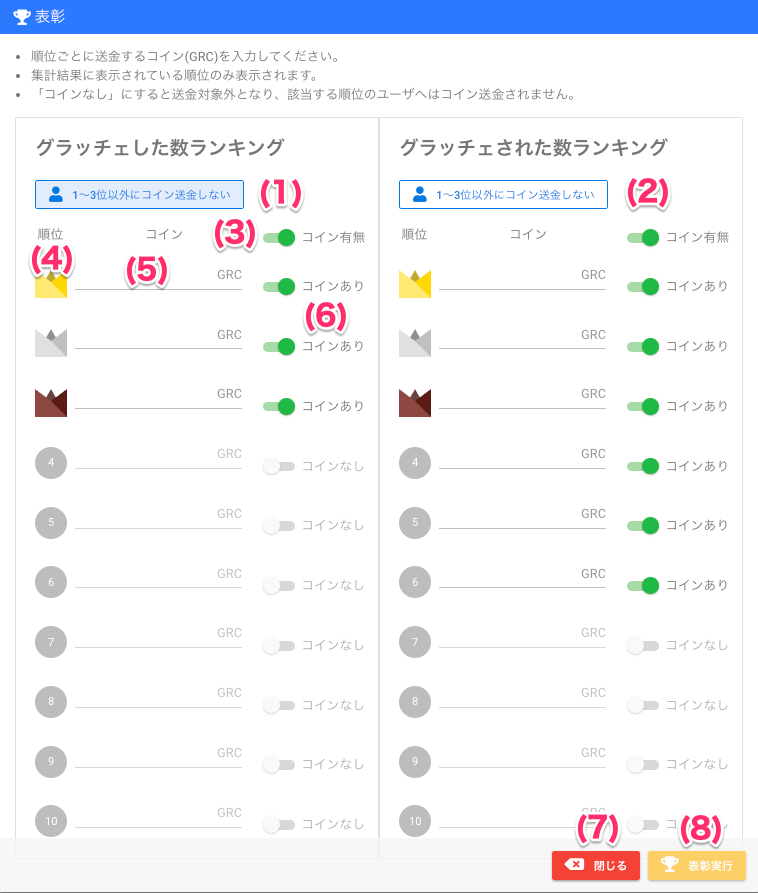 表彰
順位ごとに送金するコイン(GRC)を入力してください。
集計結果に表示されている順位のみ表示されます。
「コインなし」にすると送金対象外となり、該当する順位のユーザへはコイン送金されません。
グラッチェした数ランキング
1〜3位以外にコイン送金しない
(1)
順位 コイン (3) コイン有無
(4) (5) GRC コインあり
(6)
GRC コインあり
GRC コインあり
4 GRC コインなし
5 GRC コインなし
6 GRC コインなし
7 GRC コインなし
8 GRC コインなし
9 GRC コインなし
10 GRC コインなし
グラッチェされた数ランキング
1〜3位以外にコイン送金しない
(2)
順位 コイン コイン有無
GRC コインあり
GRC コインあり
GRC コインあり
4 GRC コインあり
5 GRC コインあり
6 GRC コインあり
7 GRC コインなし
8 GRC コインなし
9 GRC コインなし
10 GRC
(7) (8)
閉じる 表彰実行